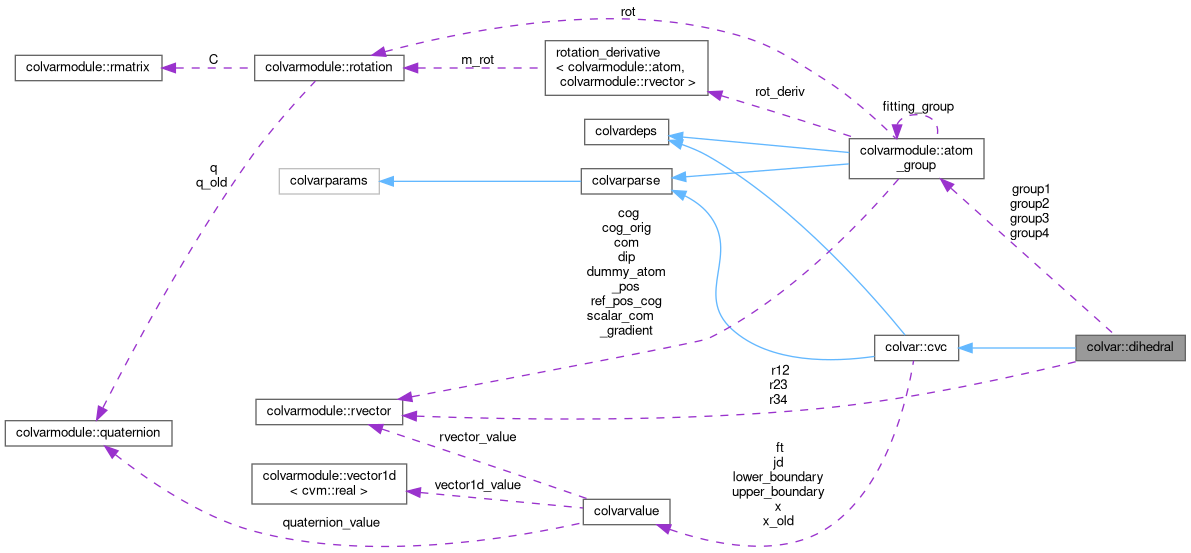 rot
colvarmodule::rmatrix
C
colvarmodule::rotation
m_rot
rotation_derivative
< colvarmodule::atom,
colvarmodule::rvector >
rot_deriv
fitting_group
colvardeps
colvarmodule::atom
_group
q
q_old
colvarparams
colvarparse
group1
group2
group3
group4
cog
cog_orig
com
dip
dummy_atom
_pos
ref_pos_cog
scalar_com
_gradient
colvar::cvc
colvar::dihedral
r12
r23
r34
colvarmodule::rvector
colvarmodule::quaternion
rvector_value
ft
jd
lower_boundary
upper_boundary
x
x_old
colvarmodule::vector1d
< cvm::real >
vector1d_value
colvarvalue
quaternion_value